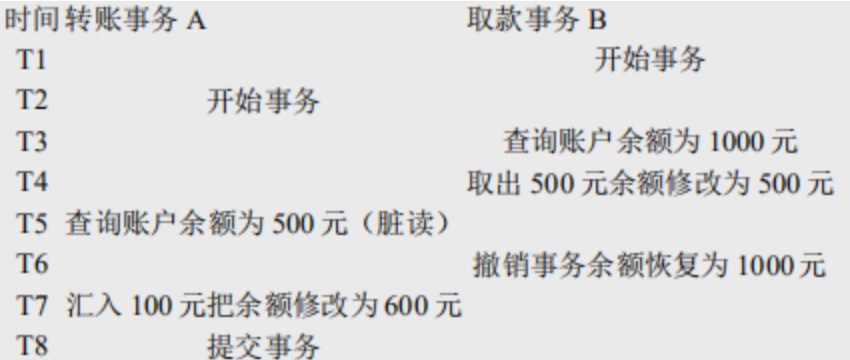 时间 转账事务 A 取款事务 B
T1 开始事务
T2 开始事务
T3 查询账户余额为 1000 元
T4 取出 500 元余额修改为 500 元
T5 查询账户余额为 500 元（脏读）
T6 撤销事务余额恢复为 1000 元
T7 汇入 100 元把余额修改为 600 元
T8 提交事务